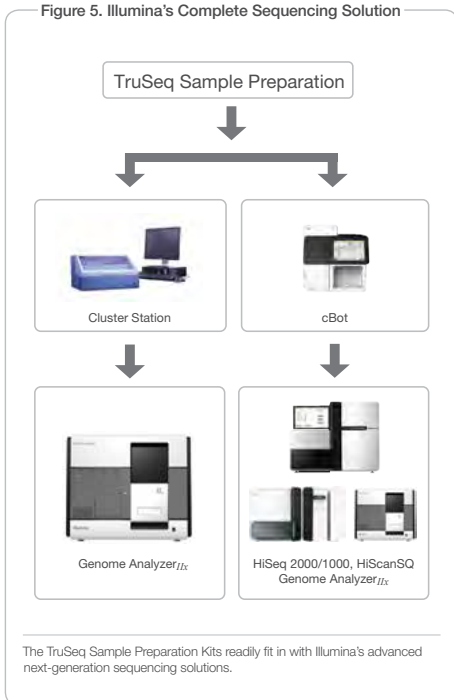 Figure 5. Illumina's Complete Sequencing Solution
TruSeq Sample Preparation
Cluster Station
cBot
Genome AnalyzerIIx
HiSeq 2000/1000, HiScanSQ
Genome AnalyzerIIx
The TruSeq Sample Preparation Kits readily fit in with Illumina's advanced
next-generation sequencing solutions.